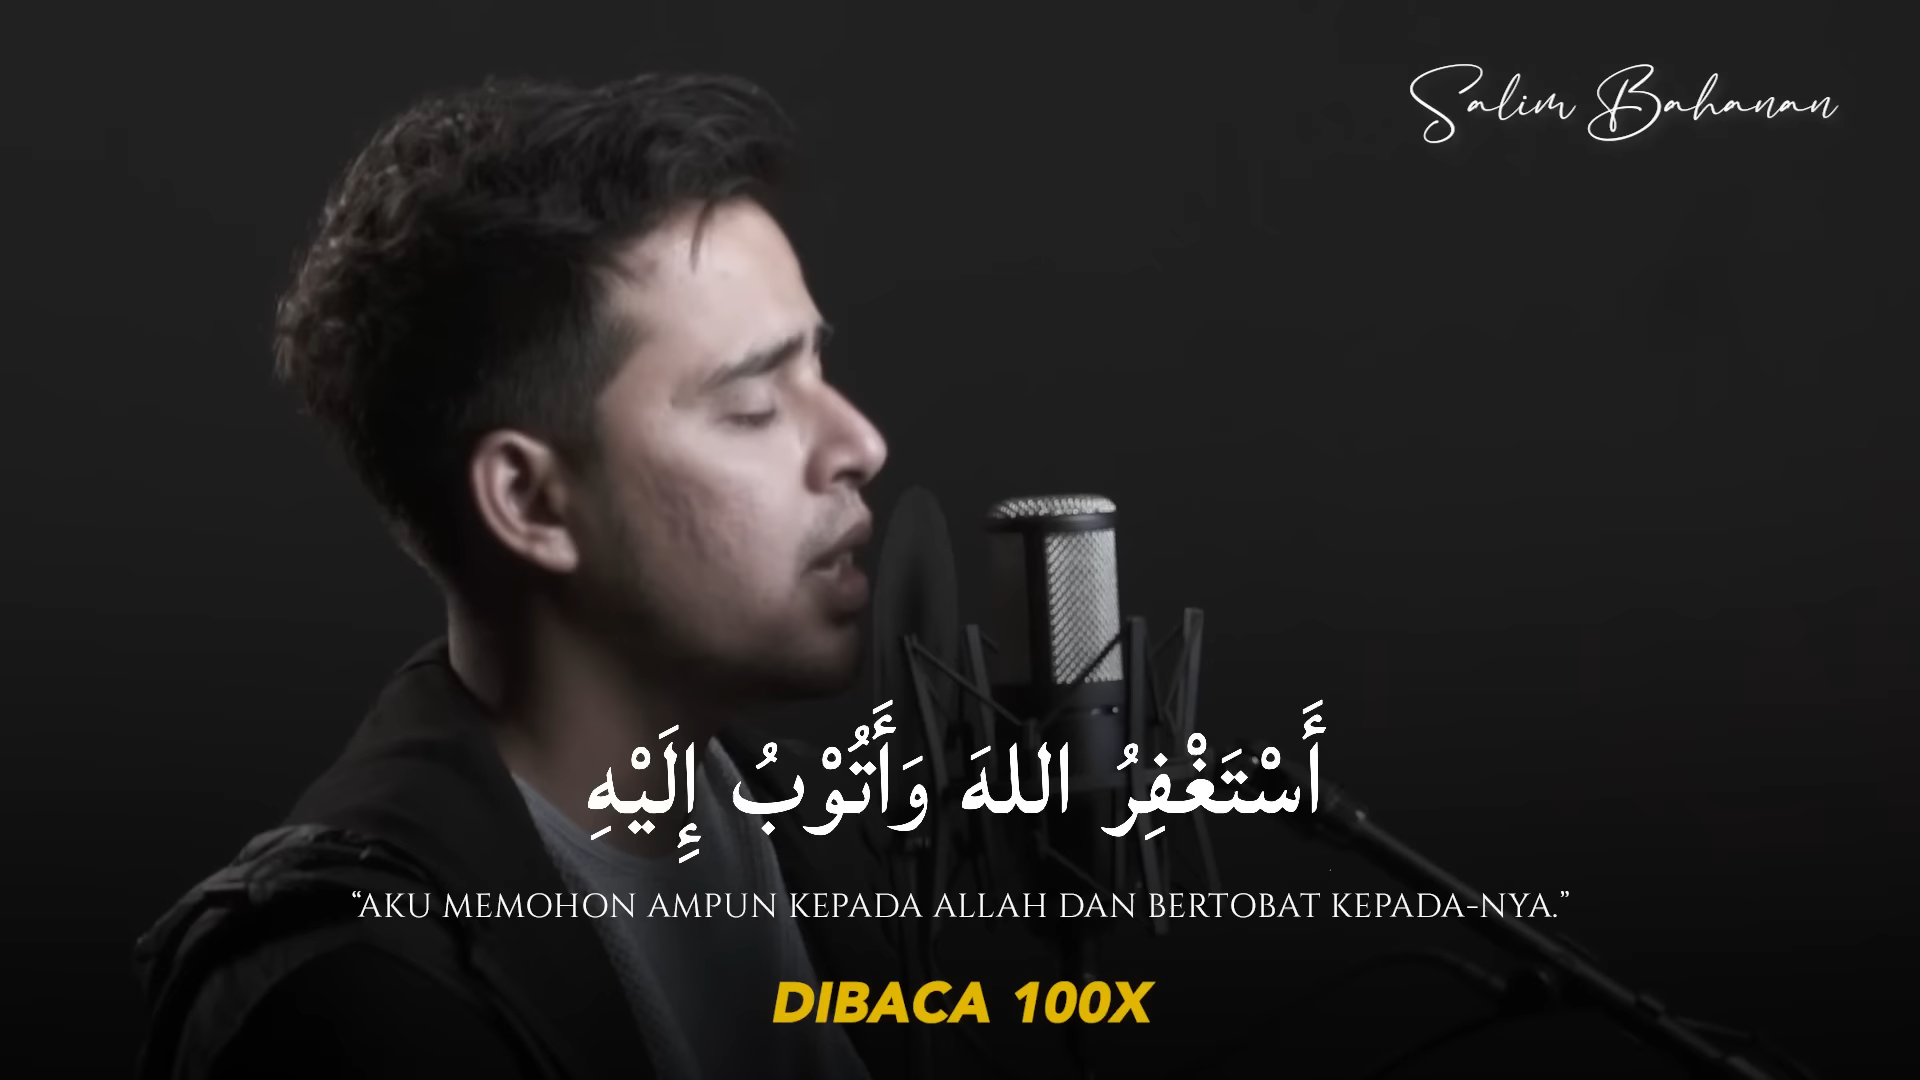 Salim Bahanan
أَسْتَغْفِرُ اللهَ وَأَتُوْبُ إِلَيْهِ
“AKU MEMOHON AMPUN KEPADA ALLAH DAN BERTOBAT KEPADA-NYA.”
DIBACA 100X